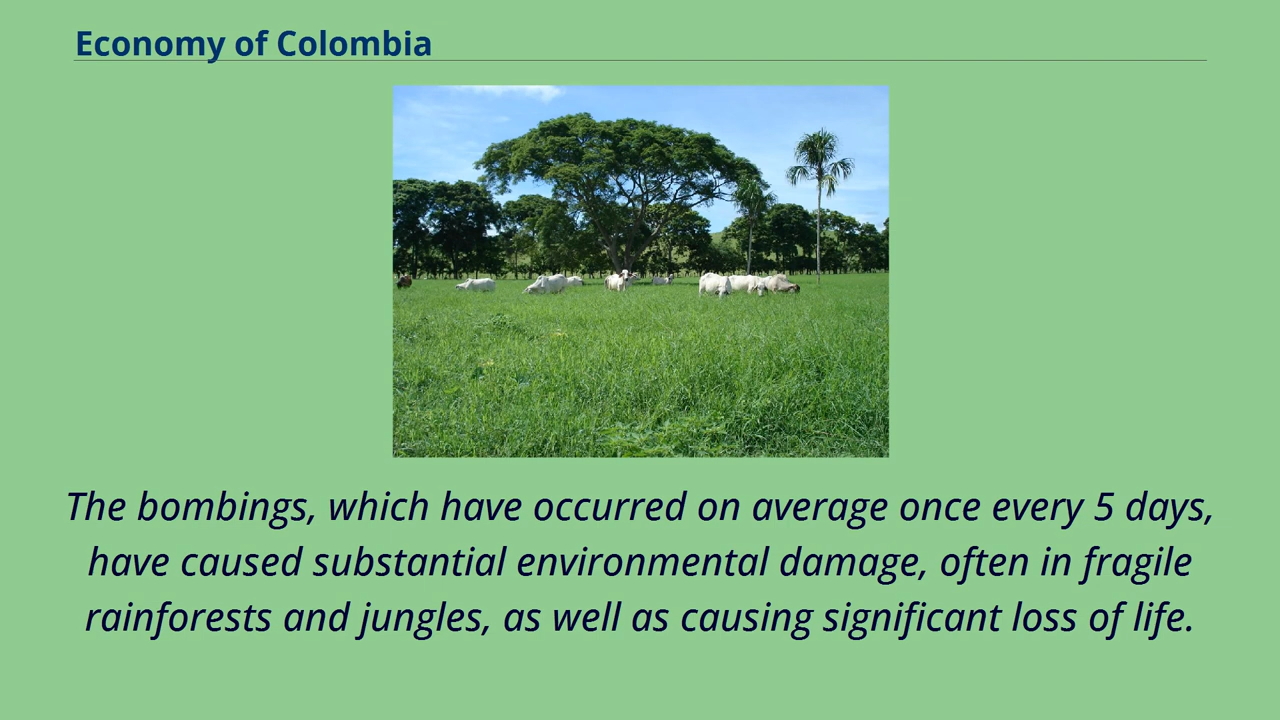 Economy of Colombia
The bombings, which have occurred on average once every 5 days,
have caused substantial environmental damage, often in fragile
rainforests and jungles, as well as causing significant loss of life.